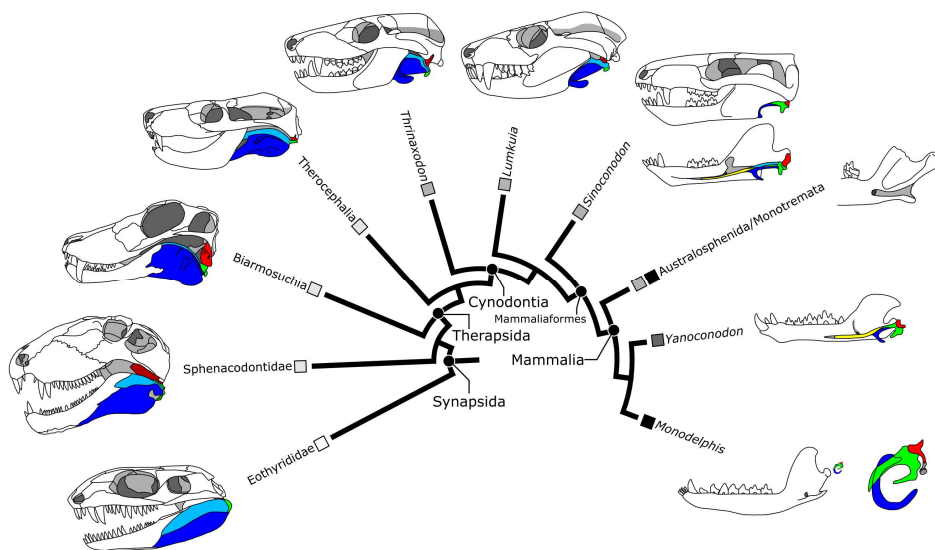 Lumkuia
Thrinaxodon
Sinoconodon
Therocephalia
Australosphenida/Monotremata
Biarmosuchia
Cynodontia
Mammaliaformes
Therapsida
Yanoconodon
Mammalia
Sphenacodontidae
Synapsida
Monodelphis
Eothyrididae